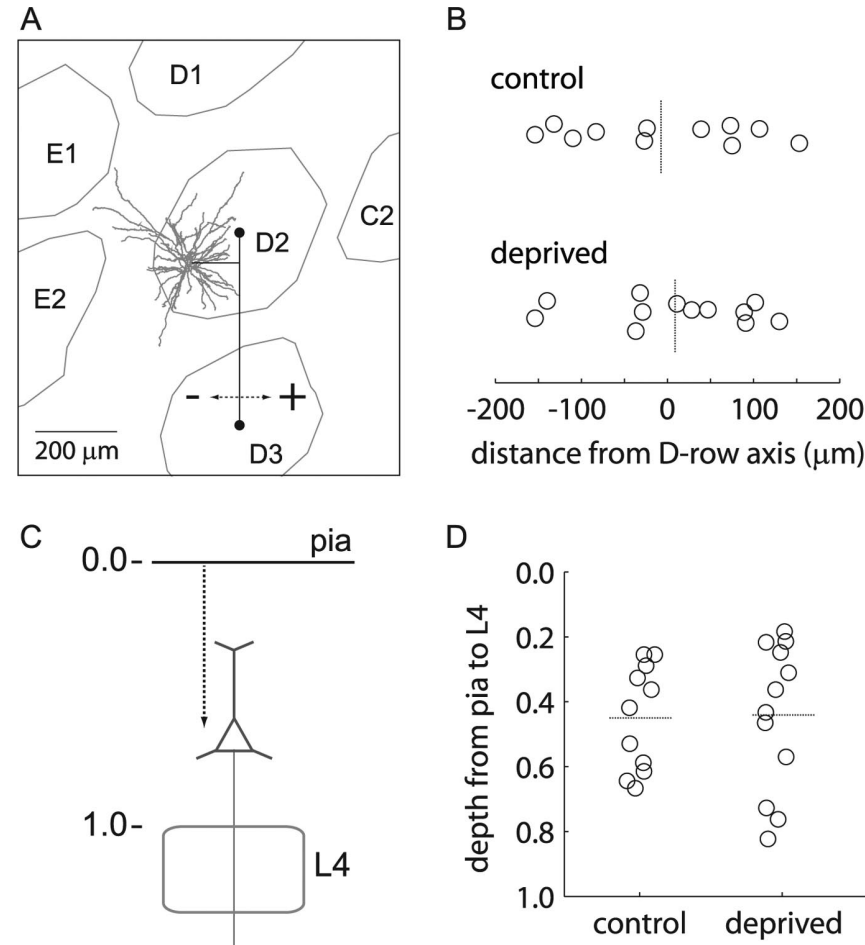 A
D1
E1
C2
D2
E2
- +
200 μm
D3
B
control
deprived
-200 -100 0 100 200
distance from D-row axis (μm)
C
0.0-
pia
1.0-
L4
D
0.0
0.2
0.4
0.6
0.8
1.0
depth from pia to L4
control deprived